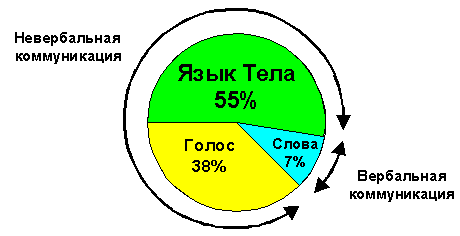 Невербальная
коммуникация
Язык Тела
55%
Голос
38%
Слова
7%
Вербальная
коммуникация